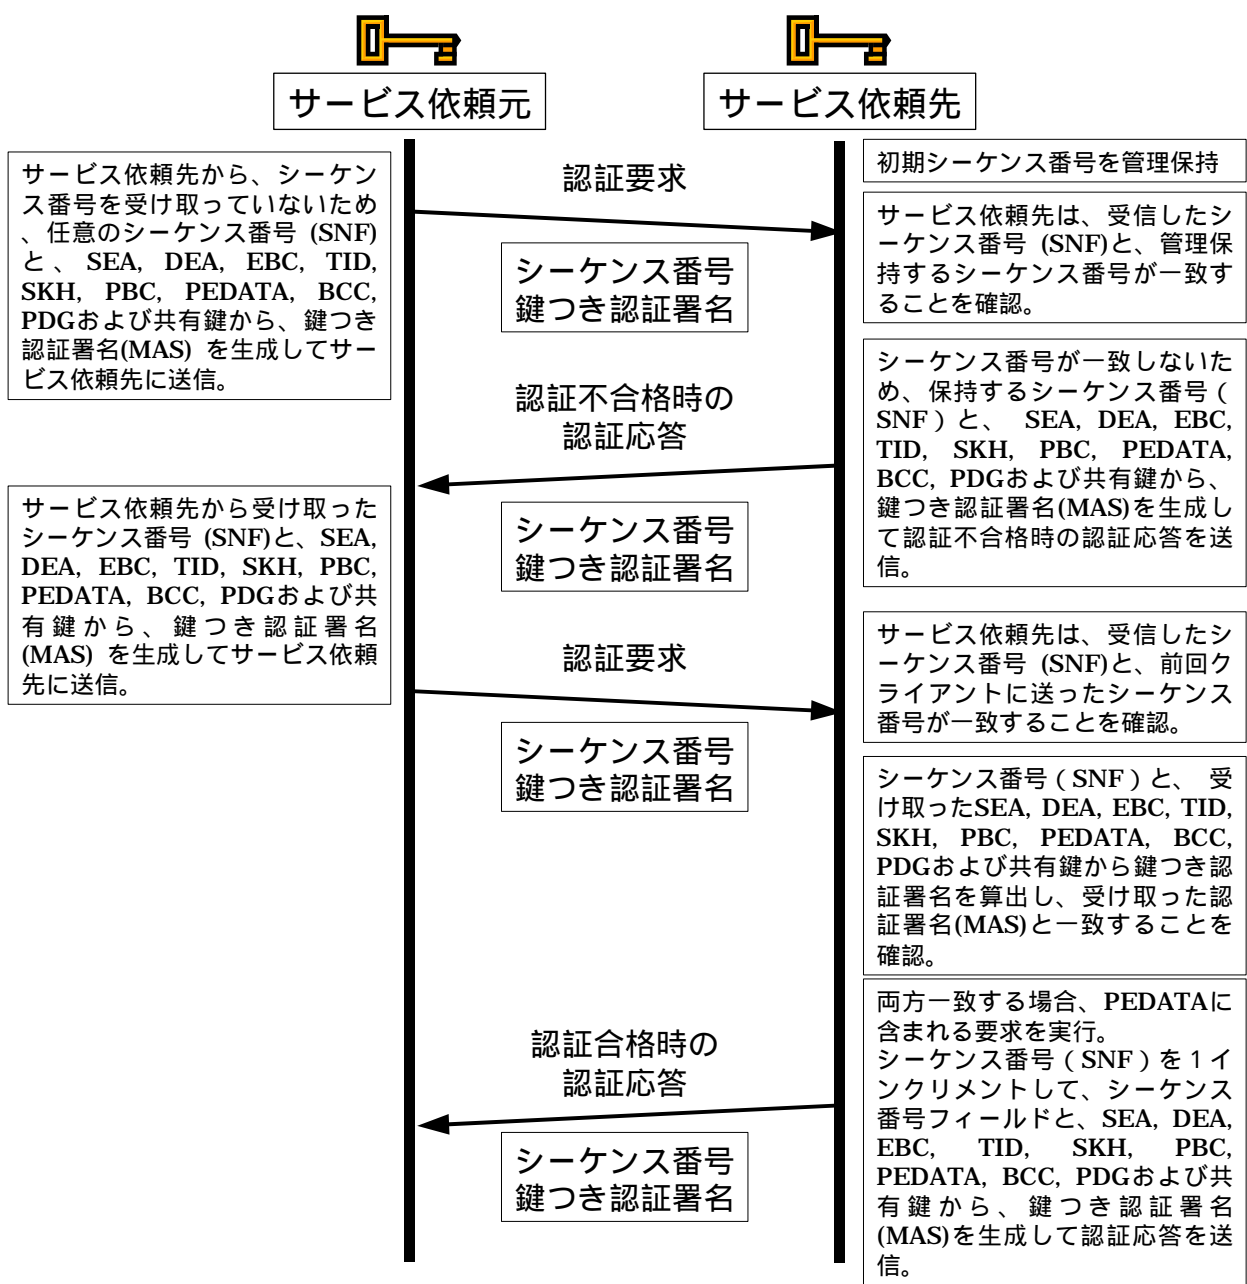 サービス依頼元
サービス依頼先
サービス依頼先から、シーケン
ス番号を受け取っていないため
、任意のシーケンス番号 (SNF)
と 、 SEA, DEA, EBC, TID,
SKH, PBC, PEDATA, BCC,
PDGおよび共有鍵から、鍵つき
認証署名(MAS) を生成してサー
ビス依頼先に送信。
認証要求
シーケンス番号
鍵つき認証署名
初期シーケンス番号を管理保持
サービス依頼先は、受信したシ
ーケンス番号 (SNF)と、管理保
持するシーケンス番号が一致す
ることを確認。
シーケンス番号が一致しないた
め、保持するシーケンス番号（
SNF）と、 SEA, DEA, EBC,
TID, SKH, PBC, PEDATA,
BCC, PDGおよび共有鍵から、
鍵つき認証署名(MAS)を生成し
て認証不合格時の認証応答を送
信。
認証不合格時の
認証応答
シーケンス番号
鍵つき認証署名
サービス依頼先から受け取った
シーケンス番号 (SNF)と、SEA,
DEA, EBC, TID, SKH, PBC,
PEDATA, BCC, PDGおよび共
有鍵から、鍵つき認証署名
(MAS) を生成してサービス依頼
先に送信。
認証要求
シーケンス番号
鍵つき認証署名
サービス依頼先は、受信したシ
ーケンス番号 (SNF)と、前回ク
ライアントに送ったシーケンス
番号が一致することを確認。
シーケンス番号（SNF）と、 受
け取ったSEA, DEA, EBC, TID,
SKH, PBC, PEDATA, BCC,
PDGおよび共有鍵から鍵つき認
証署名を算出し、受け取った認
証署名(MAS)と一致することを
確認。
認証合格時の
認証応答
シーケンス番号
鍵つき認証署名
両方一致する場合、PEDATAに
含まれる要求を実行。
シーケンス番号（SNF）を１イ
ンクリメントして、シーケンス
番号フィールドと、SEA, DEA,
EBC, TID, SKH, PBC,
PEDATA, BCC, PDGおよび共
有鍵から、鍵つき認証署名
(MAS)を生成して認証応答を送
信。